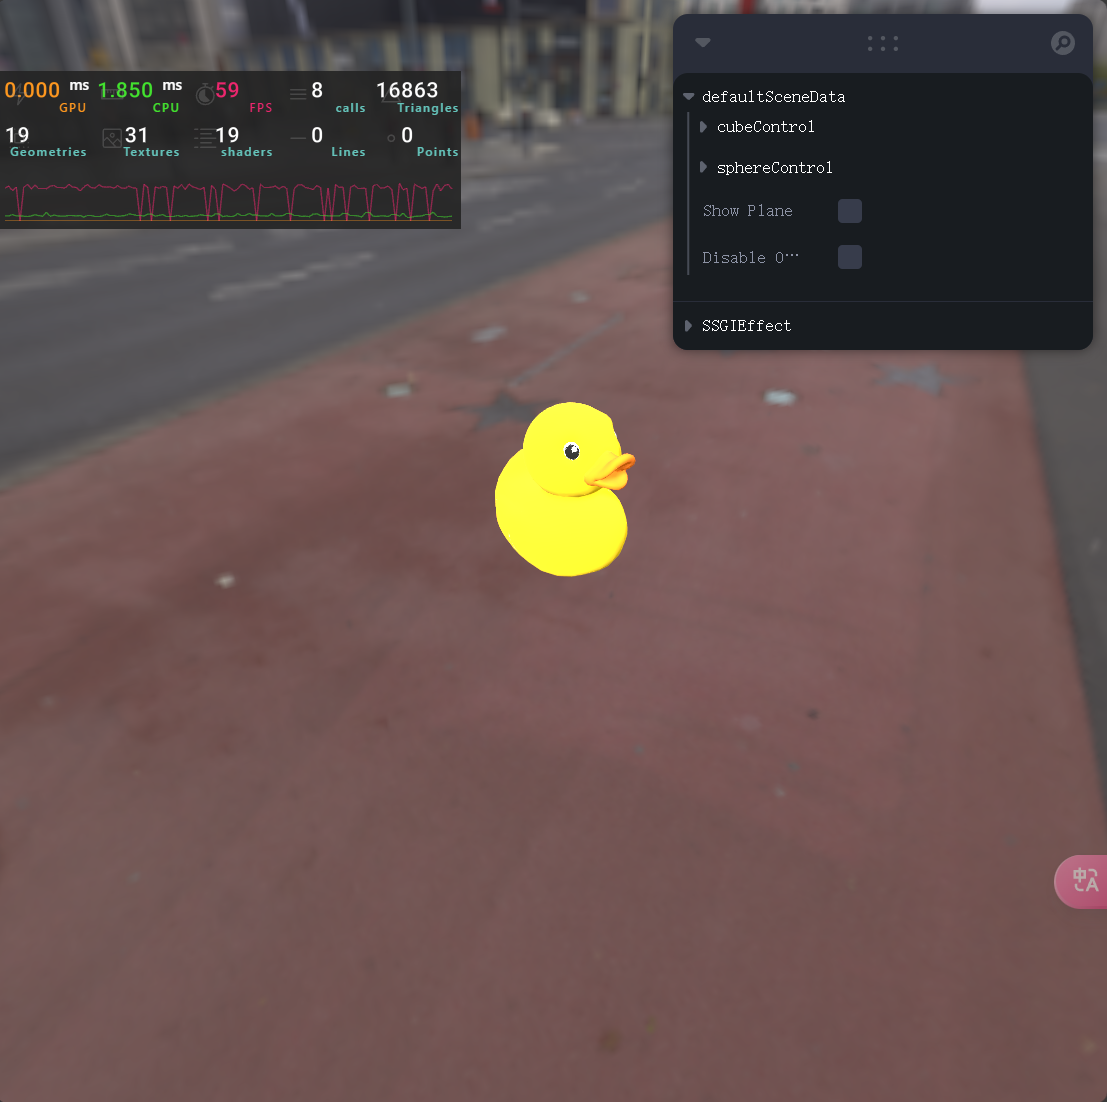 0.000 ms GPU
1.850 ms CPU
59 FPS
8 calls
16863 Triangles
19 Geometries
31 Textures
19 shaders
0 Lines
0 Points
defaultSceneData
cubeControl
sphereControl
Show Plane
Disable O…
SSGIEffect
中A